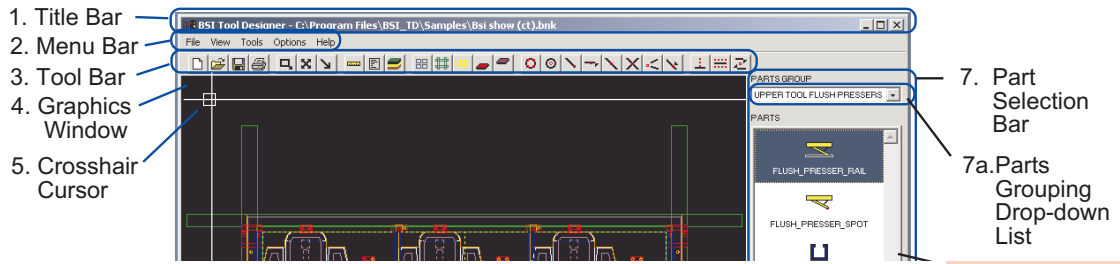 1. Title Bar
2. Menu Bar
3. Tool Bar
4. Graphics
Window
5. Crosshair
Cursor
BSI Tool Designer - C:\Program Files\BSI_TD\Samples\Bsi show (ct).bnk
File View Tools Options Help
PARTS GROUP
UPPER TOOL FLUSH PRESSERS
PARTS
FLUSH_PRESSER_RAIL
FLUSH_PRESSER_SPOT
7. Part
Selection
Bar
7a.Parts
Grouping
Drop-down
List